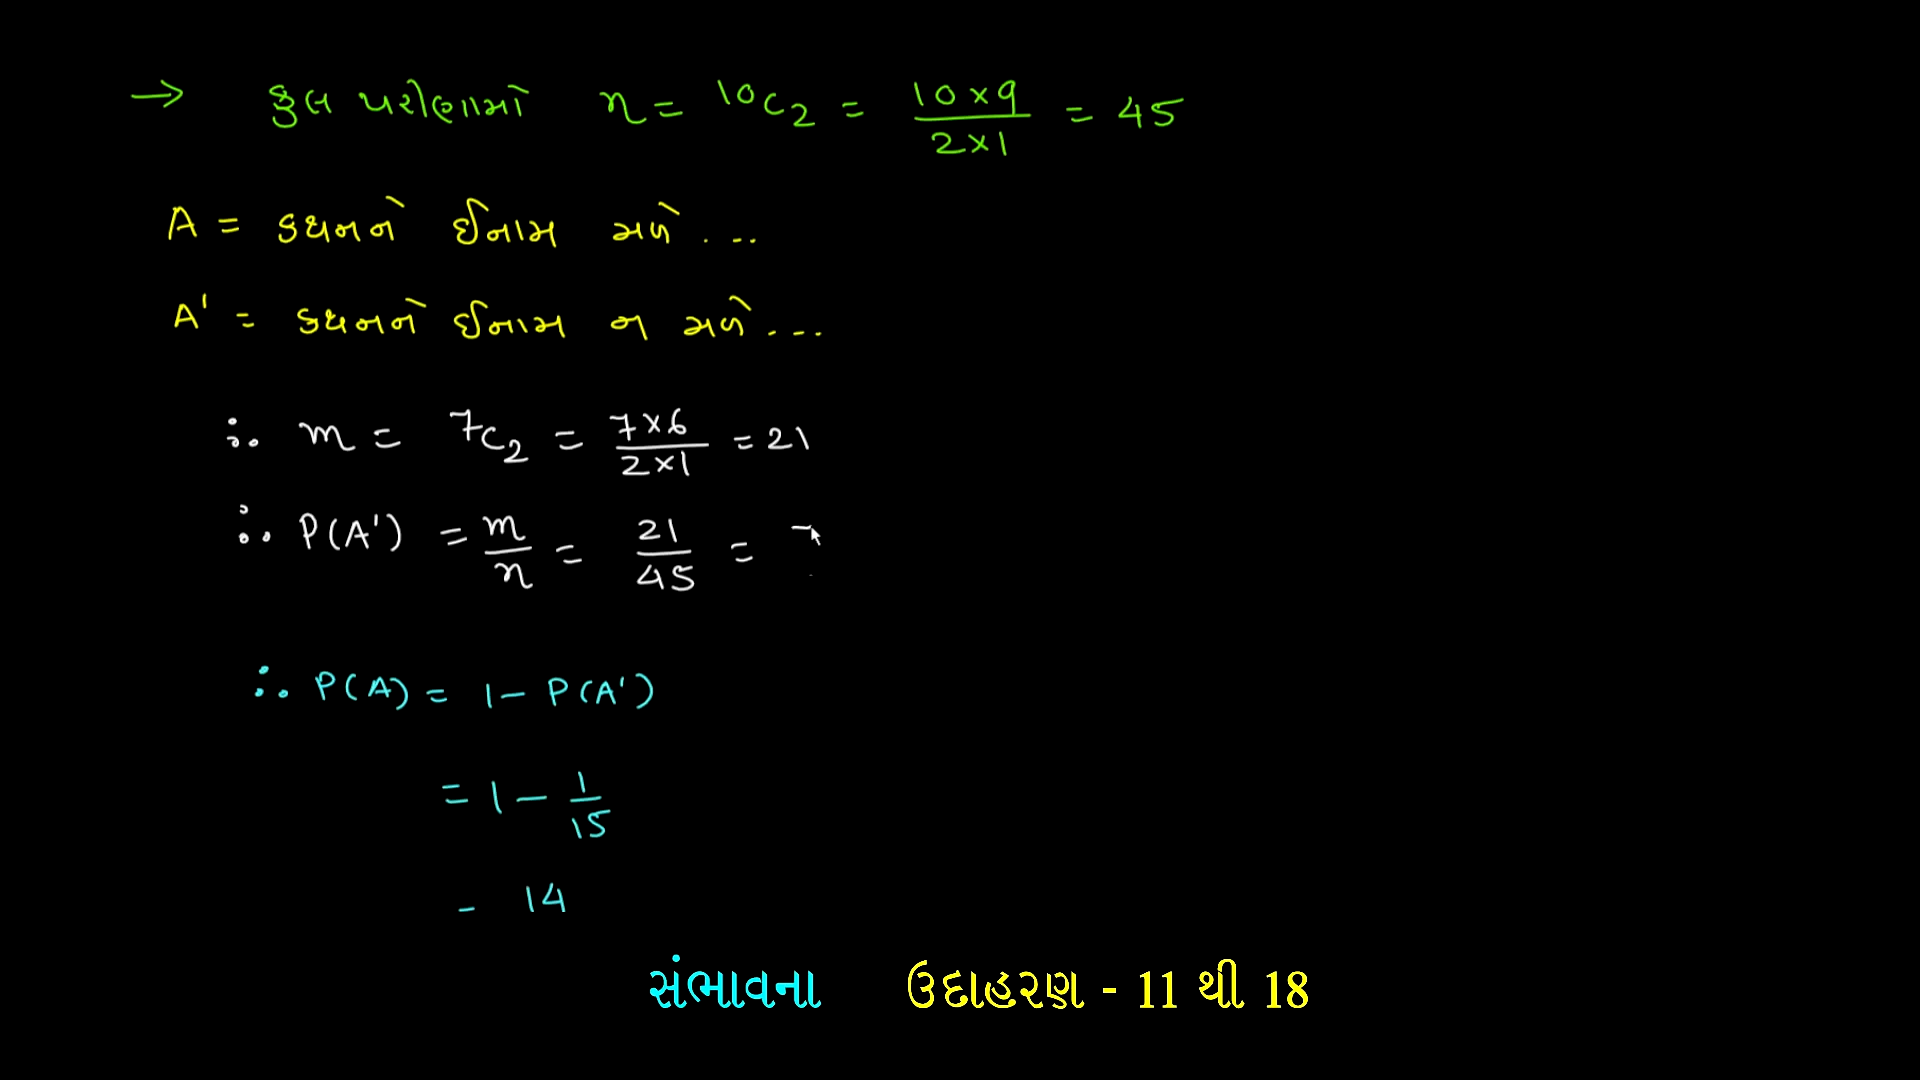 → કુલ પરીણામો n = ¹⁰C₂ = 10×9/2×1 = 45
A = કથનને ઈનામ મળે ...
A' = કથનને ઈનામ ન મળે ...
∴ m = ⁷C₂ = 7×6/2×1 = 21
∴ P(A') = m/n = 21/45 =
∴ P(A) = 1 - P(A')
= 1 - 1/15
- 14
સંભાવના ઉદાહરણ - 11 થી 18